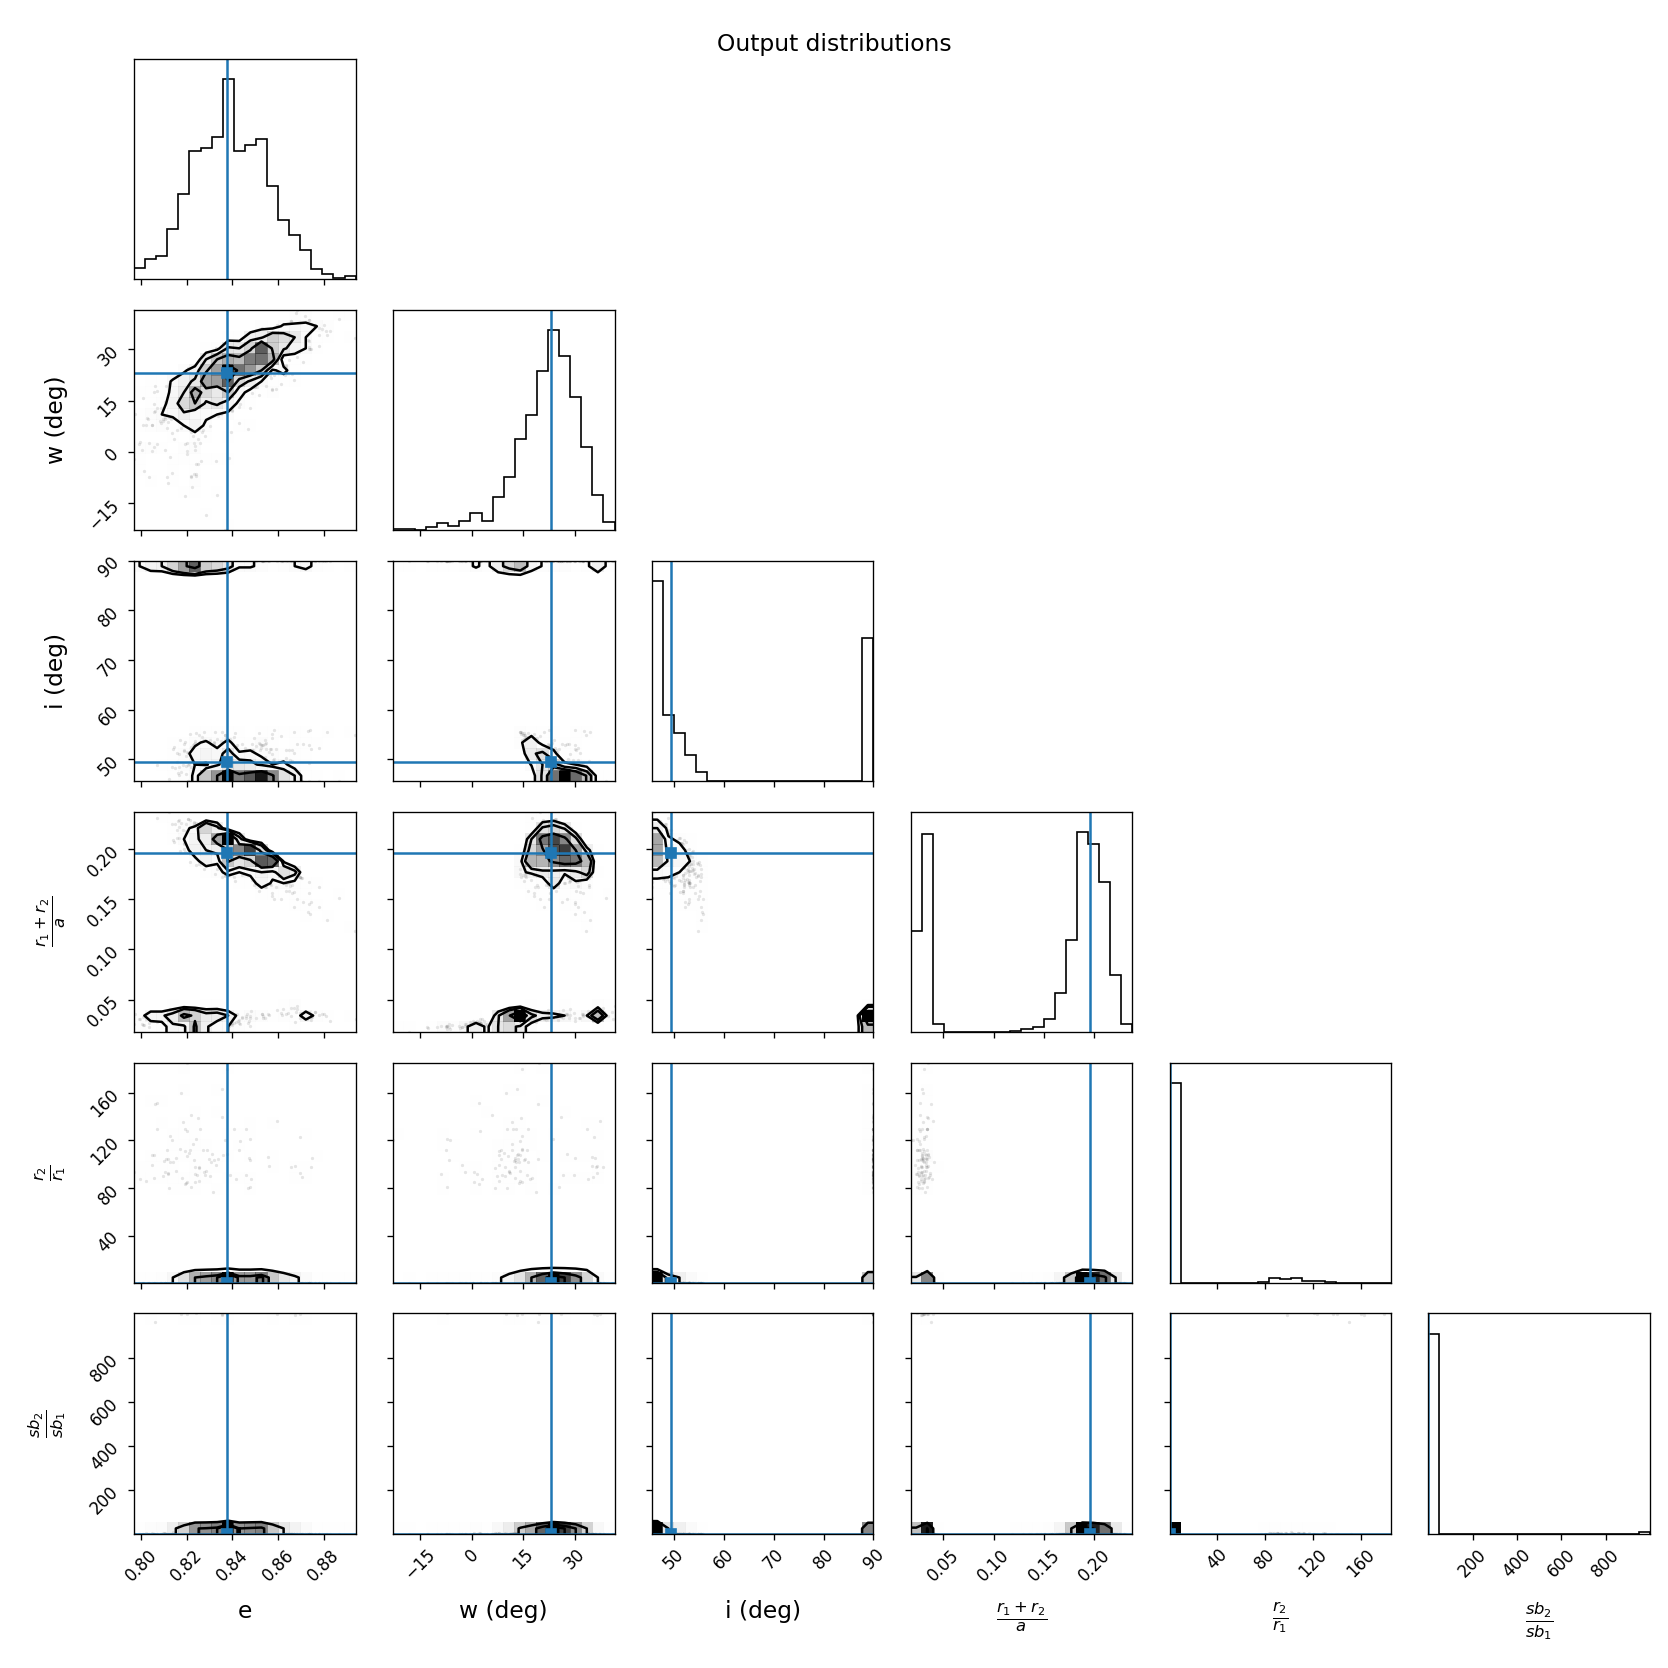 Output distributions
w (deg)
30
15
0
−15
i (deg)
90
80
70
60
50
r₁ + r₂
a
0.20
0.15
0.10
0.05
r₂
r₁
160
120
80
40
sb₂
sb₁
800
600
400
200
0.80 0.82 0.84 0.86 0.88 −15 0 15 30 50 60 70 80 90 0.05 0.10 0.15 0.20 40 80 120 160 200 400 600 800
e w (deg) i (deg)
r₁ + r₂
a
r₂
r₁
sb₂
sb₁